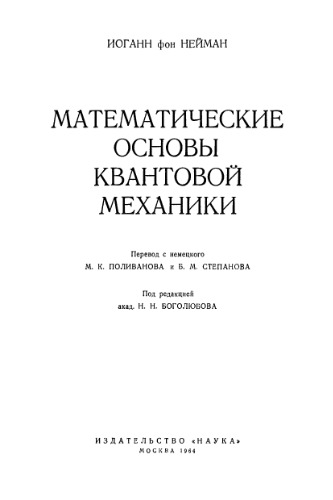 ИОГАНН фон НЕЙМАН
МАТЕМАТИЧЕСКИЕ
ОСНОВЫ
КВАНТОВОЙ
МЕХАНИКИ
Перевод с немецкого
М. К. ПОЛИВАНОВА и Б. М. СТЕПАНОВА
Под редакцией
акад. Н. Н. БОГОЛЮБОВА
ИЗДАТЕЛЬСТВО «НАУКА»
МОСКВА 1964